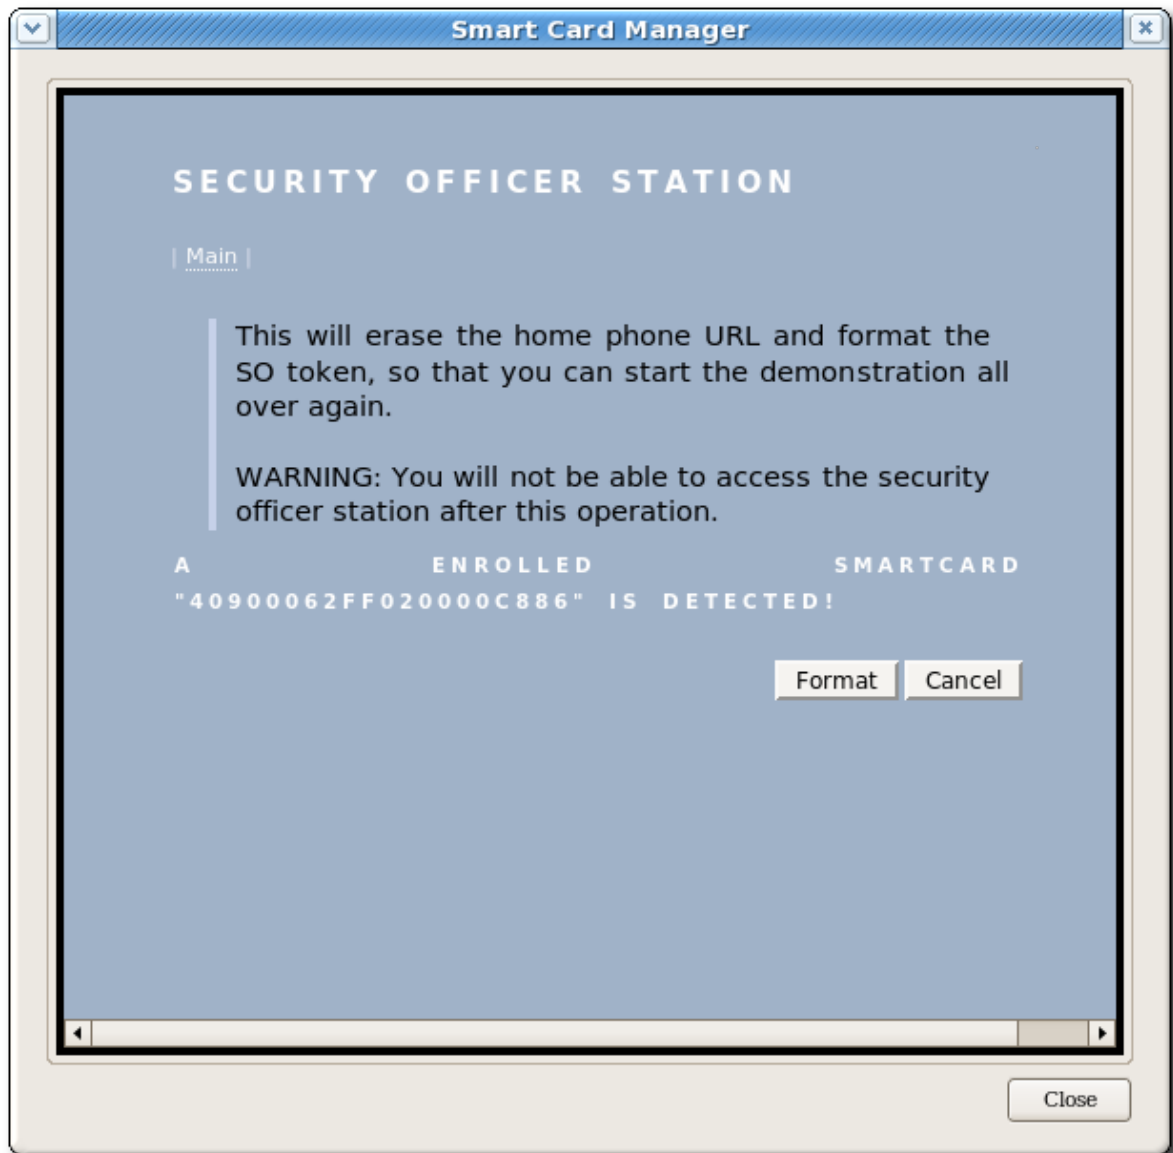 Smart Card Manager
SECURITY OFFICER STATION
| Main |
This will erase the home phone URL and format the
SO token, so that you can start the demonstration all
over again.
WARNING: You will not be able to access the security
officer station after this operation.
A ENROLLED SMARTCARD
"40900062FF020000C886" IS DETECTED!
Format Cancel
Close